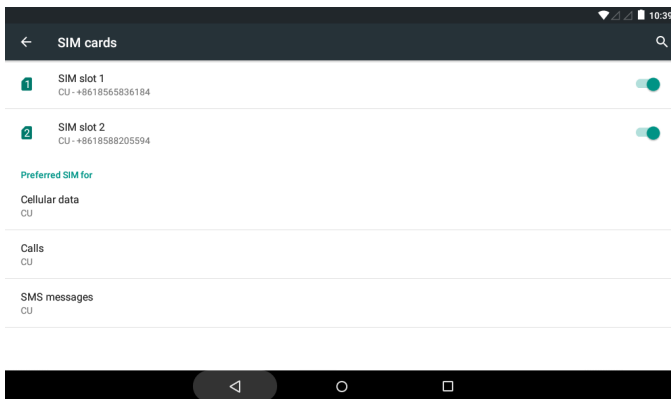 10:39
SIM cards
1
SIM slot 1
CU - +8618565836184
2
SIM slot 2
CU - +8618588205594
Preferred SIM for
Cellular data
CU
Calls
CU
SMS messages
CU